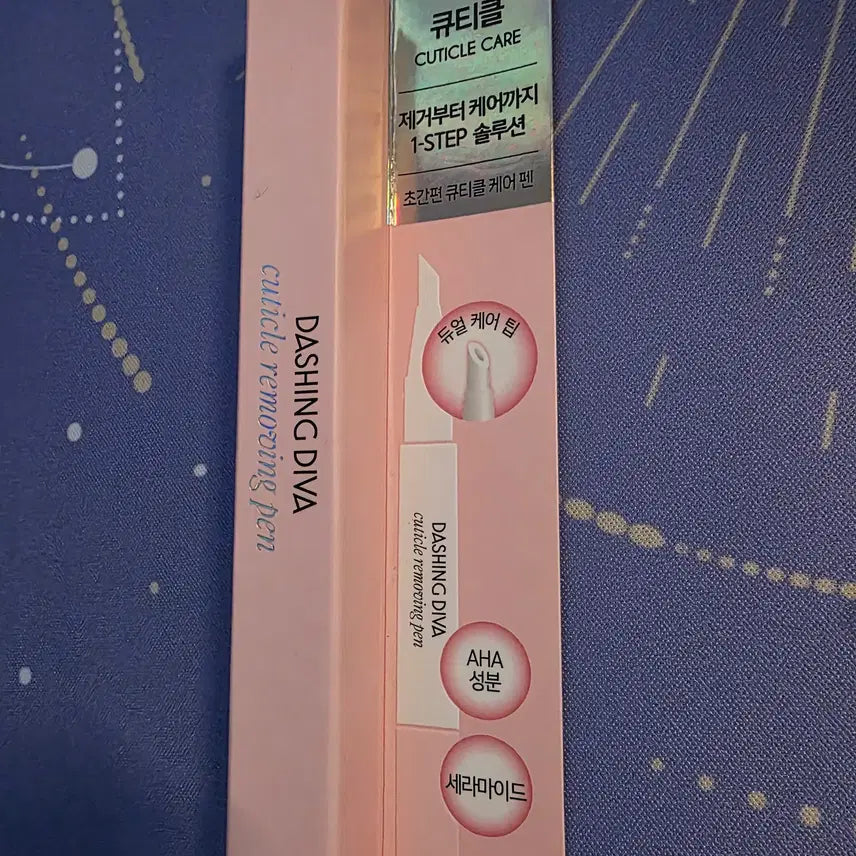 큐티클
CUTICLE CARE
제거부터 케어까지
1-STEP 솔루션
초간편 큐티클 케어 펜
DASHING DIVA
cuticle removing pen
듀얼 케어 팁
DASHING DIVA
cuticle removing pen
AHA
성분
세라마이드